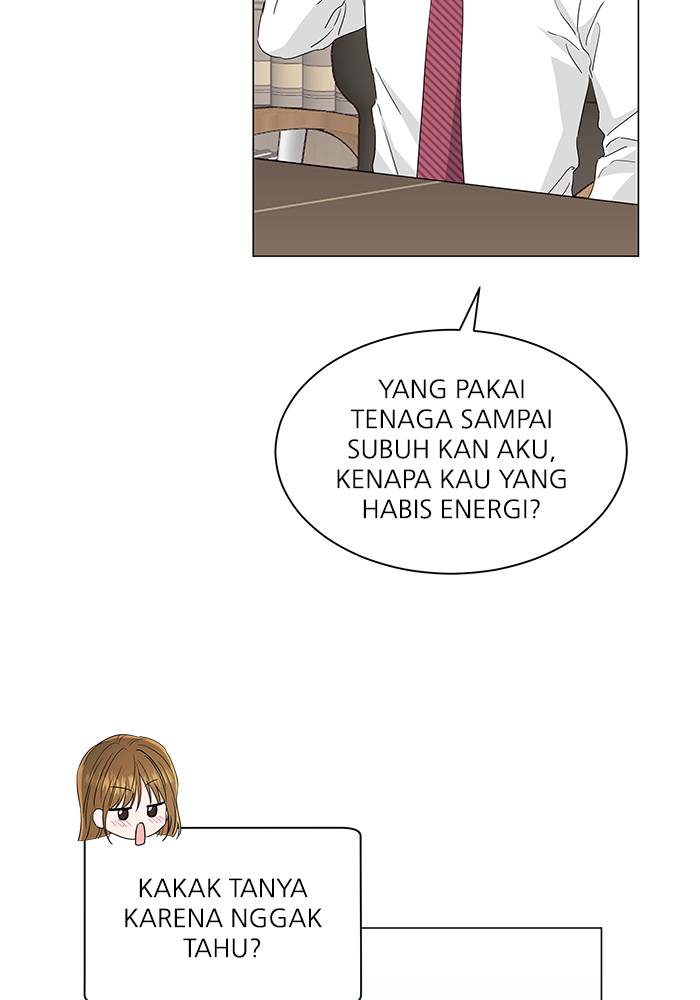 YANG PAKAI
TENAGA SAMPAI
SUBUH KAN AKU,
KENAPA KAU YANG
HABIS ENERGI?
KAKAK TANYA
KARENA NGGAK
TAHU?